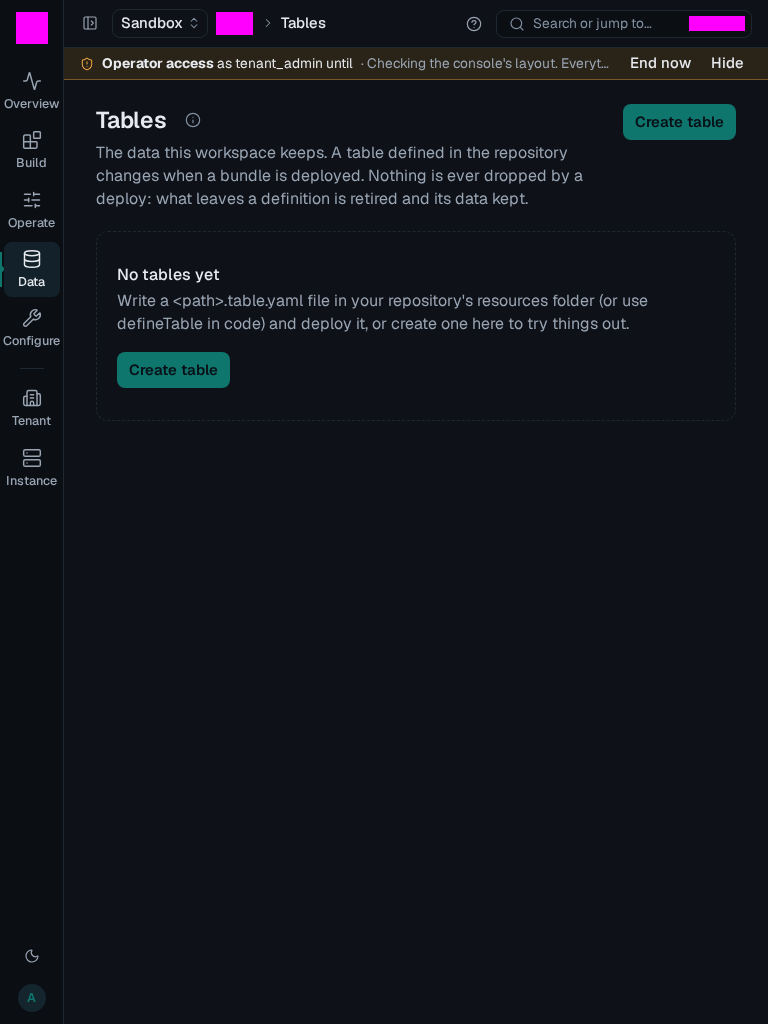 Sandbox
Tables
Search or jump to...
Operator access as tenant_admin until · Checking the console's layout. Everyt...
End now
Hide
Overview
Build
Operate
Data
Configure
Tenant
Instance
A
Tables
Create table
The data this workspace keeps. A table defined in the repository
changes when a bundle is deployed. Nothing is ever dropped by a
deploy: what leaves a definition is retired and its data kept.
No tables yet
Write a <path>.table.yaml file in your repository's resources folder (or use
defineTable in code) and deploy it, or create one here to try things out.
Create table